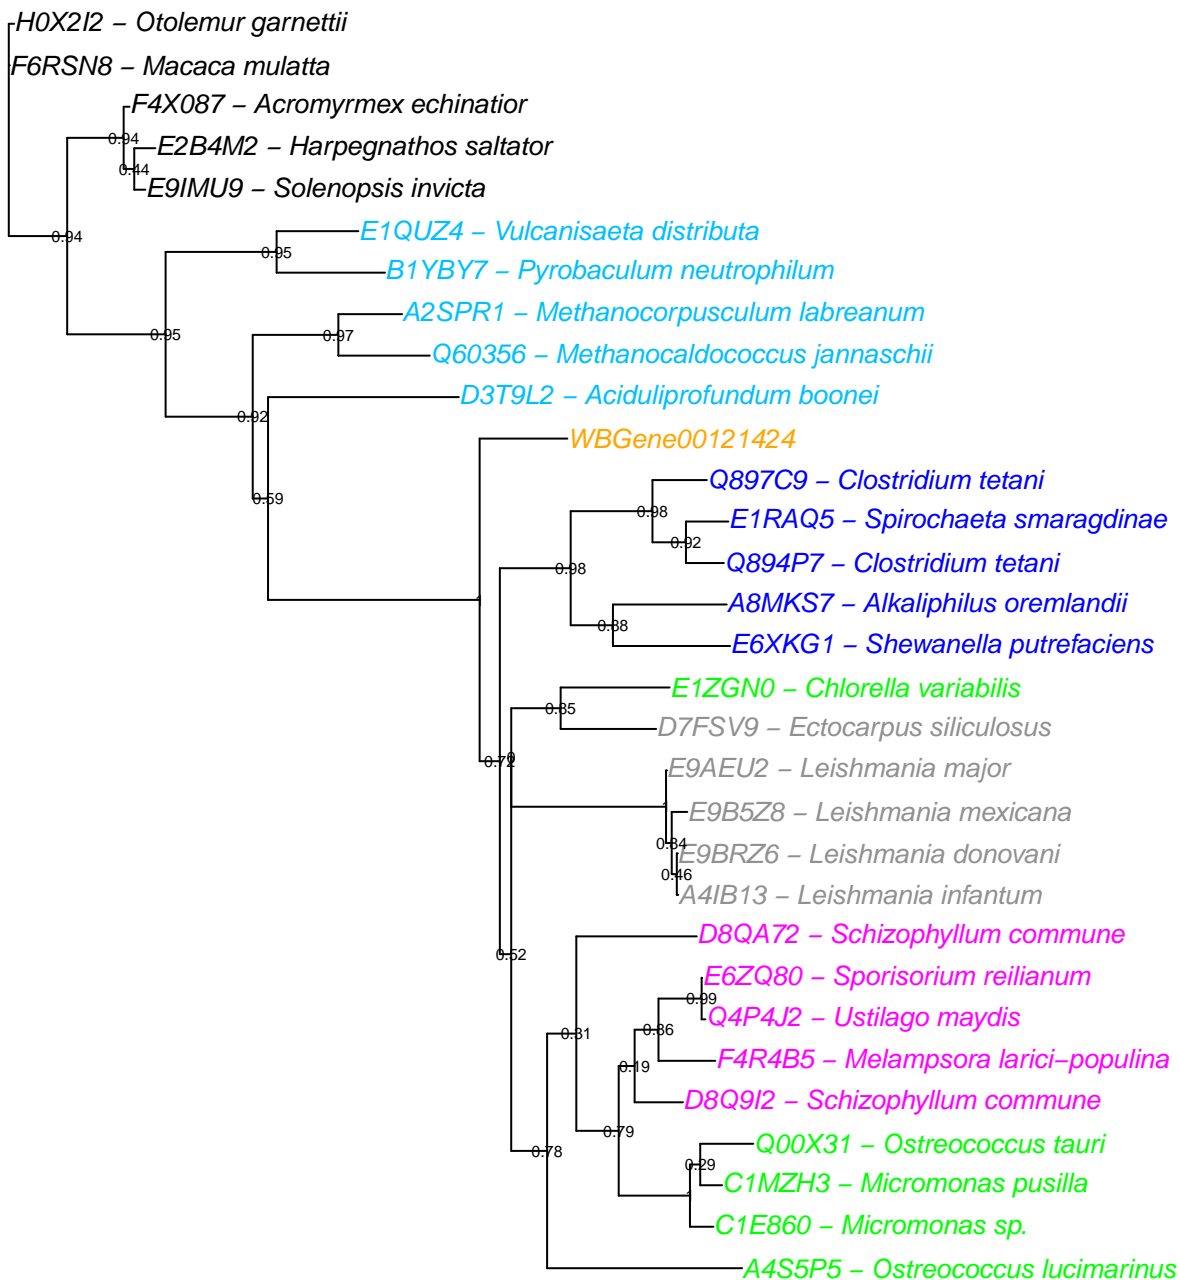 H0X2I2 – Otolemur garnettii
F6RSN8 – Macaca mulatta
F4X087 – Acromyrmex echinatior
0.94
E2B4M2 – Harpegnathos saltator
0.44
E9IMU9 – Solenopsis invicta
E1QUZ4 – Vulcanisaeta distributa
0.94
0.95
B1YBY7 – Pyrobaculum neutrophilum
A2SPR1 – Methanocorpusculum labreanum
0.95
0.97
Q60356 – Methanocaldococcus jannaschii
D3T9L2 – Aciduliprofundum boonei
0.92
WBGene00121424
Q897C9 – Clostridium tetani
0.59
0.98
E1RAQ5 – Spirochaeta smaragdinae
0.92
Q894P7 – Clostridium tetani
0.98
1
A8MKS7 – Alkaliphilus oremlandii
0.88
E6XKG1 – Shewanella putrefaciens
E1ZGN0 – Chlorella variabilis
0.85
D7FSV9 – Ectocarpus siliculosus
0.72
0
E9AEU2 – Leishmania major
1
E9B5Z8 – Leishmania mexicana
0.84
E9BRZ6 – Leishmania donovani
0.46
A4IB13 – Leishmania infantum
D8QA72 – Schizophyllum commune
0.52
E6ZQ80 – Sporisorium reilianum
0.99
Q4P4J2 – Ustilago maydis
0.81
0.86
F4R4B5 – Melampsora larici–populina
0.19
D8Q9I2 – Schizophyllum commune
0.79
Q00X31 – Ostreococcus tauri
0.78
0.29
C1MZH3 – Micromonas pusilla
1
C1E860 – Micromonas sp.
A4S5P5 – Ostreococcus lucimarinus